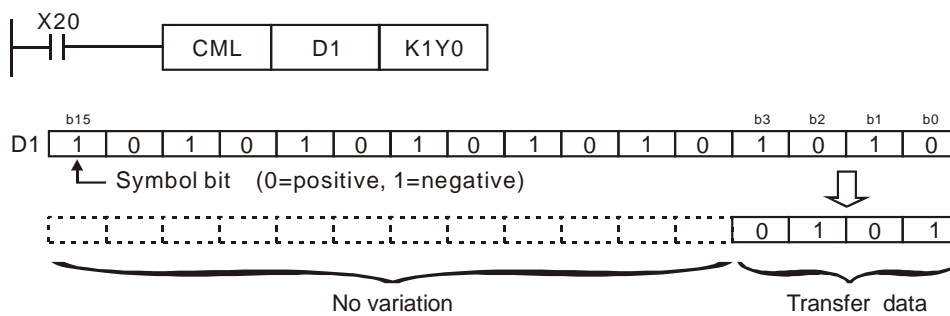 X20
CML D1 K1Y0
b15 b3 b2 b1 b0
D1 1 0 1 0 1 0 1 0 1 0 1 0 1 0 1 0
Symbol bit (0=positive, 1=negative)
0 1 0 1
No variation Transfer data